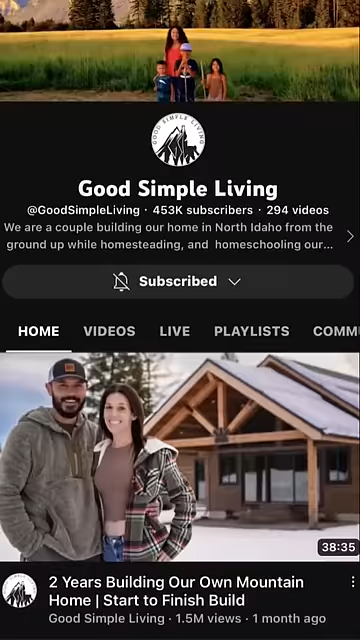 GOOD SIMPLE LIVING
Good Simple Living
@GoodSimpleLiving · 453K subscribers · 294 videos
We are a couple building our home in North Idaho from the
ground up while homesteading, and homeschooling our...
Subscribed
HOME VIDEOS LIVE PLAYLISTS COMM
38:35
2 Years Building Our Own Mountain
Home | Start to Finish Build
Good Simple Living · 1.5M views · 1 month ago